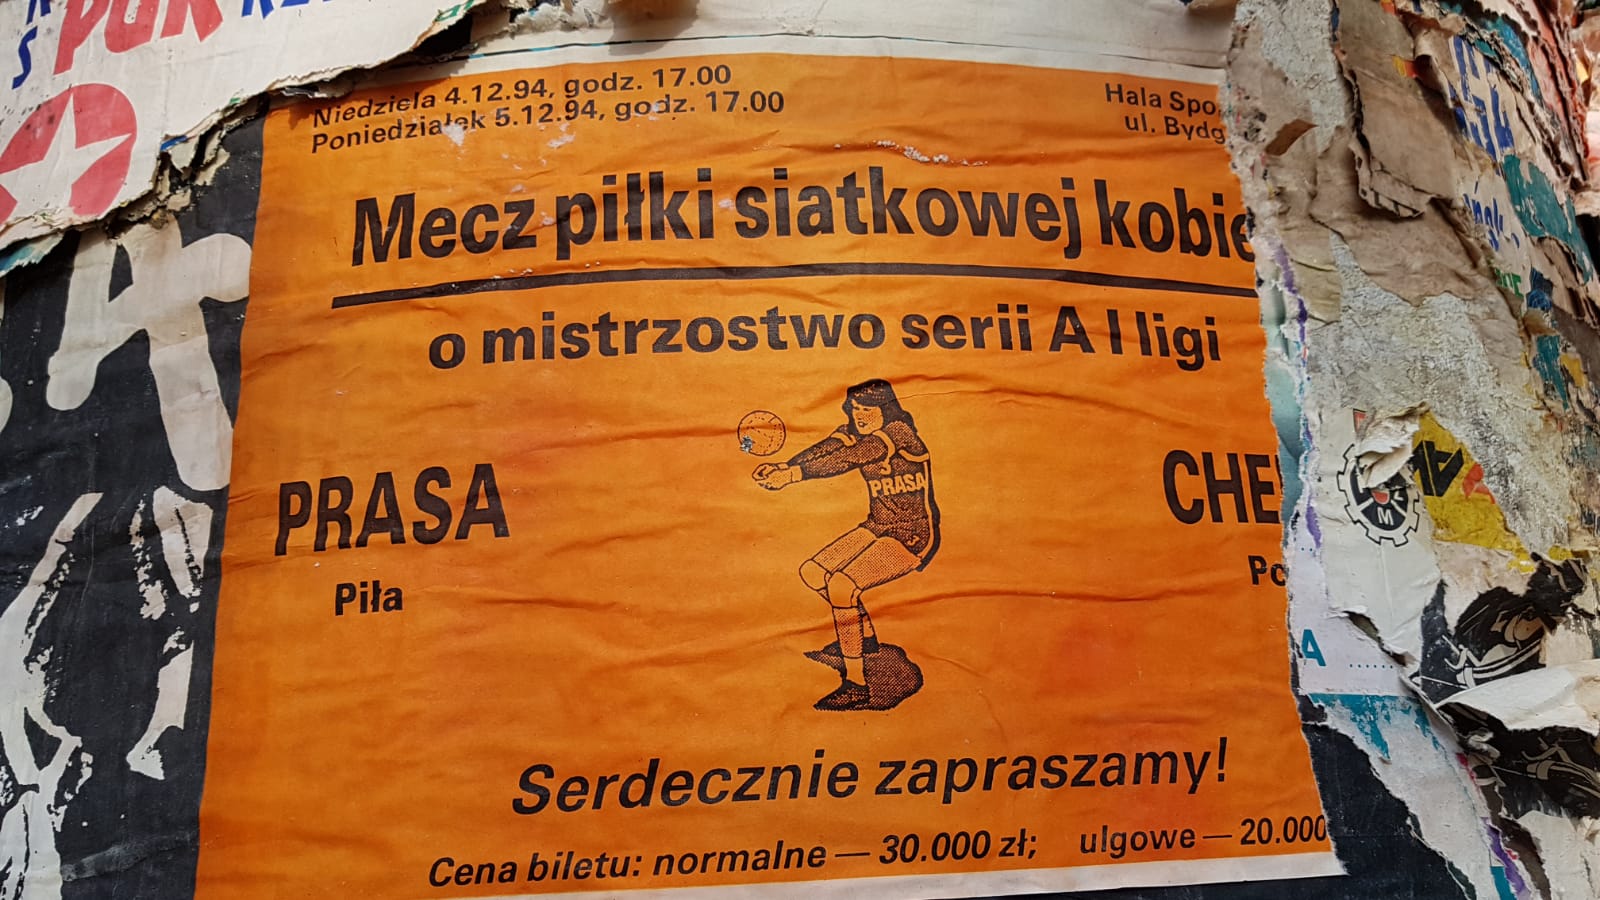 Niedziela 4.12.94, godz. 17.00
Poniedziałek 5.12.94, godz. 17.00
Hala Spo
ul. Bydg
Mecz piłki siatkowej kobie
o mistrzostwo serii A I ligi
3
PRASA
PRASA
Piła
CHE
Po
Serdecznie zapraszamy!
Cena biletu: normalne — 30.000 zł; ulgowe — 20.000
M
A